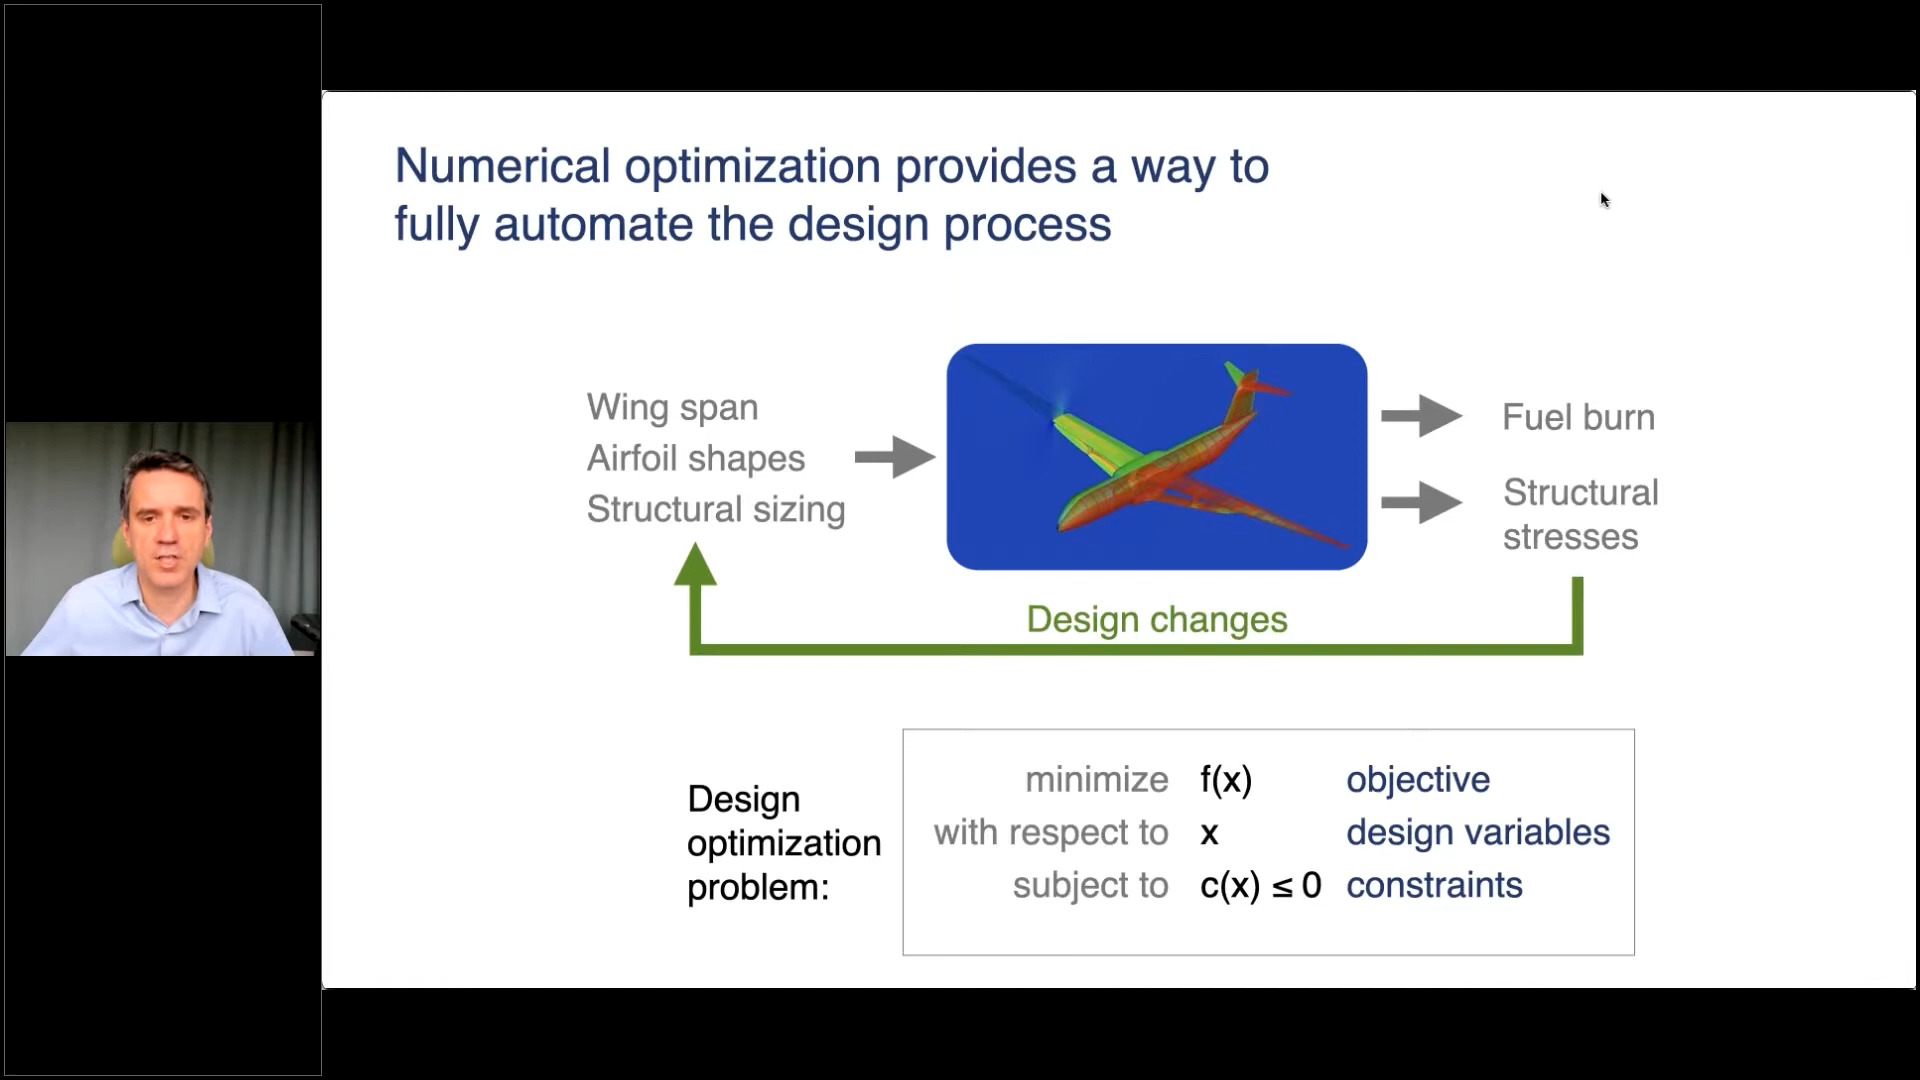 Numerical optimization provides a way to
fully automate the design process
Wing span
Airfoil shapes
Structural sizing
Fuel burn
Structural
stresses
Design changes
Design
optimization
problem:
minimize f(x) objective
with respect to x design variables
subject to c(x) ≤ 0 constraints